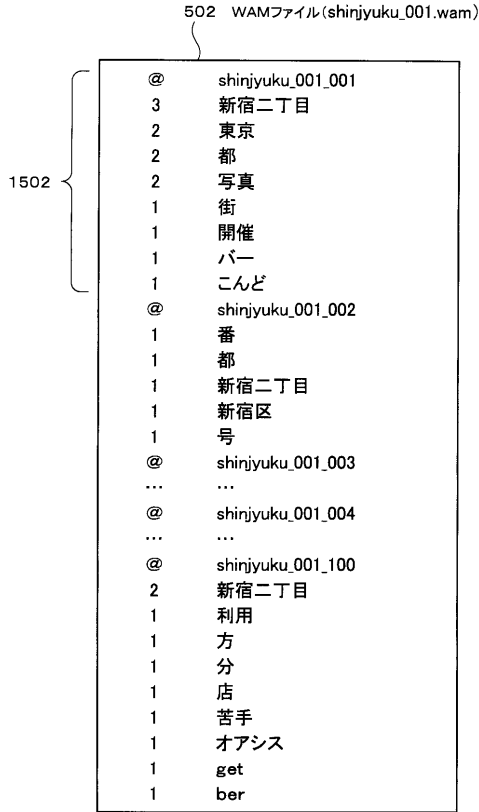 502 WAMファイル(shinjyuku_001.wam)
@ shinjyuku_001_001
3 新宿二丁目
2 東京
2 都
2 写真
1502
1 街
1 開催
1 バー
1 こんど
@ shinjyuku_001_002
1 番
1 都
1 新宿二丁目
1 新宿区
1 号
@ shinjyuku_001_003
… …
@ shinjyuku_001_004
… …
@ shinjyuku_001_100
2 新宿二丁目
1 利用
1 方
1 分
1 店
1 苦手
1 オアシス
1 get
1 ber